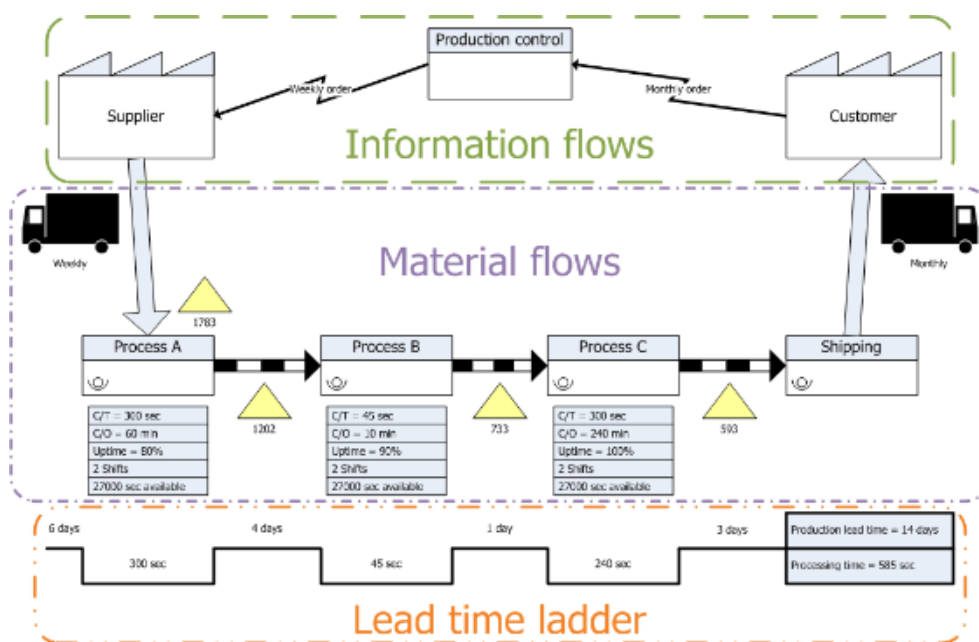 Production control
Weekly order
Monthly order
Supplier
Customer
Information flows
Weekly
Monthly
Material flows
1783
Process A
Process B
Process C
Shipping
1202
733
593
C/T = 300 sec
C/O = 60 min
Uptime = 80%
2 Shifts
27000 sec available
C/T = 45 sec
C/O = 10 min
Uptime = 90%
2 Shifts
27000 sec available
C/T = 300 sec
C/O = 240 min
Uptime = 100%
2 Shifts
27000 sec available
6 days
4 days
1 day
3 days
Production lead time = 14 days
300 sec
45 sec
240 sec
Processing time = 585 sec
Lead time ladder